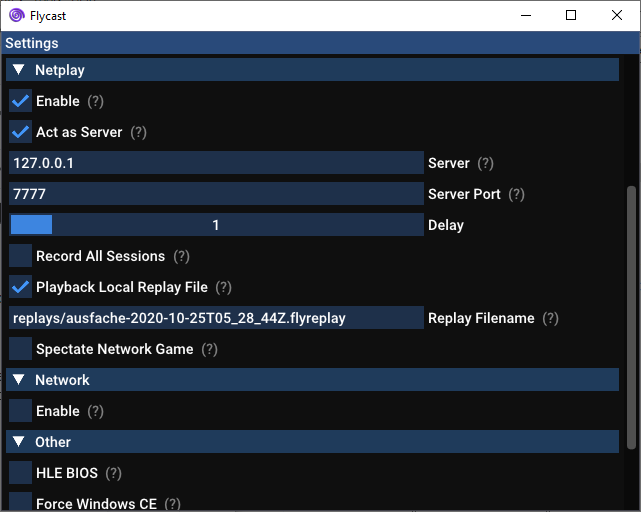 Flycast
Settings
Netplay
Enable (?)
Act as Server (?)
127.0.0.1 Server (?)
7777 Server Port (?)
1 Delay
Record All Sessions (?)
Playback Local Replay File (?)
replays/ausfache-2020-10-25T05_28_44Z.flyreplay Replay Filename (?)
Spectate Network Game (?)
Network
Enable (?)
Other
HLE BIOS (?)
Force Windows CE (?)